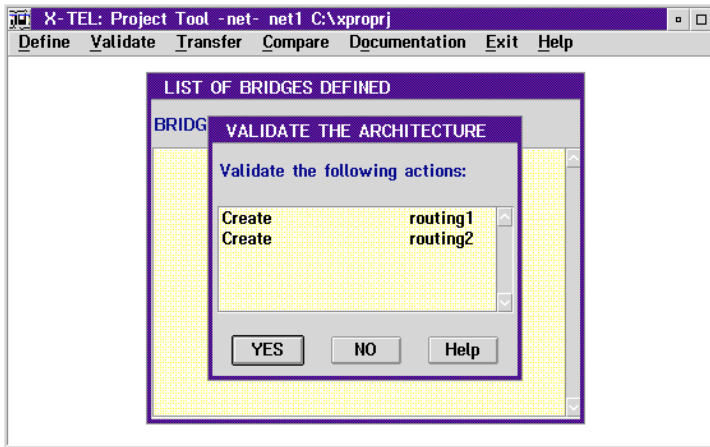 X-TEL: Project Tool -net- net1 C:\xproprj
Define Validate Transfer Compare Documentation Exit Help
LIST OF BRIDGES DEFINED
BRIDG
VALIDATE THE ARCHITECTURE
Validate the following actions:
Create routing1
Create routing2
YES NO Help